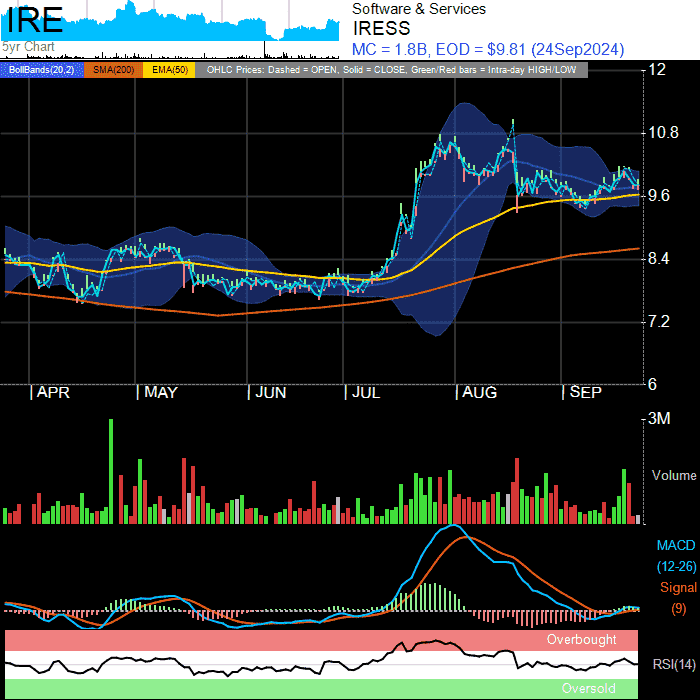 IRE
5yr Chart
Software & Services
IRESS
MC = 1.8B, EOD = $9.81 (24Sep2024)
BollBands(20,2) SMA(200) EMA(50) OHLC Prices: Dashed = OPEN, Solid = CLOSE, Green/Red bars = Intra-day HIGH/LOW
12
10.8
9.6
8.4
7.2
6
APR MAY JUN JUL AUG SEP
3M
Volume
MACD
(12-26)
Signal
(9)
Overbought
RSI(14)
Oversold